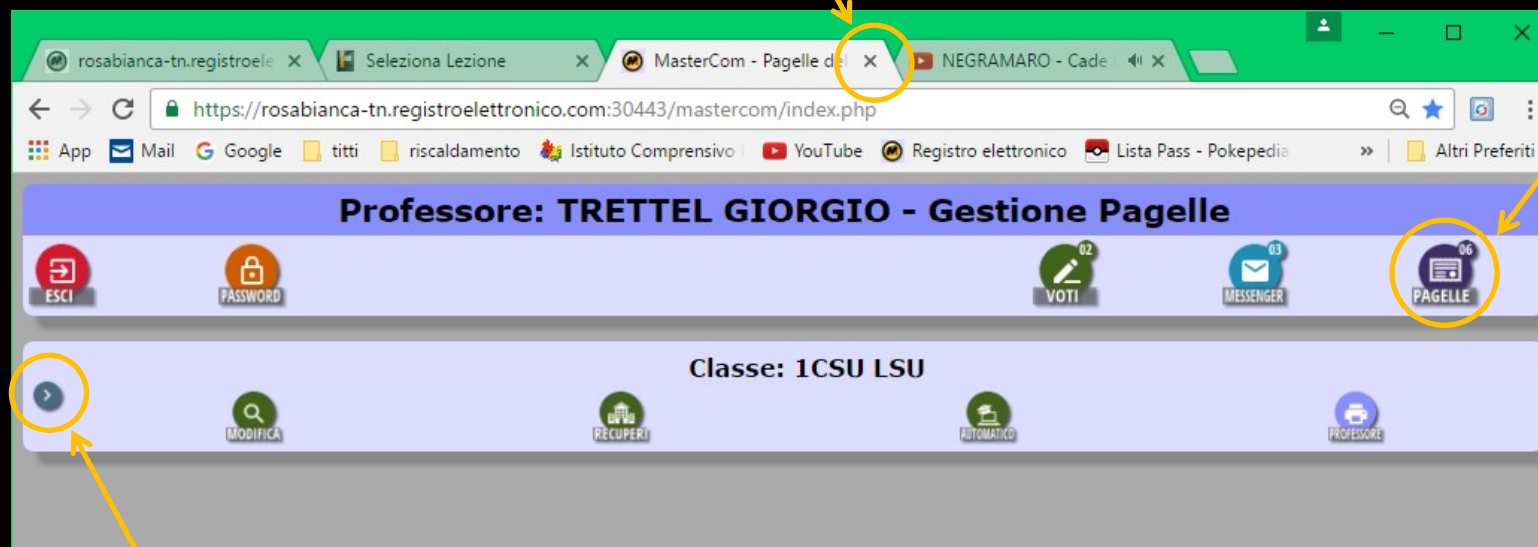 rosabianca-tn.registroele
Seleziona Lezione
MasterCom - Pagelle de
NEGRAMARO - Cade
https://rosabianca-tn.registroelettronico.com:30443/mastercom/index.php
App
Mail
Google
titti
riscaldamento
Istituto Comprensivo
YouTube
Registro elettronico
Lista Pass - Pokepedia
»
Altri Preferiti
Professore: TRETTEL GIORGIO - Gestione Pagelle
ESCI
PASSWORD
02
VOTI
03
MESSENGER
06
PAGELLE
Classe: 1CSU LSU
MODIFICA
RECUPERI
AUTOMATICO
PROFESSORE